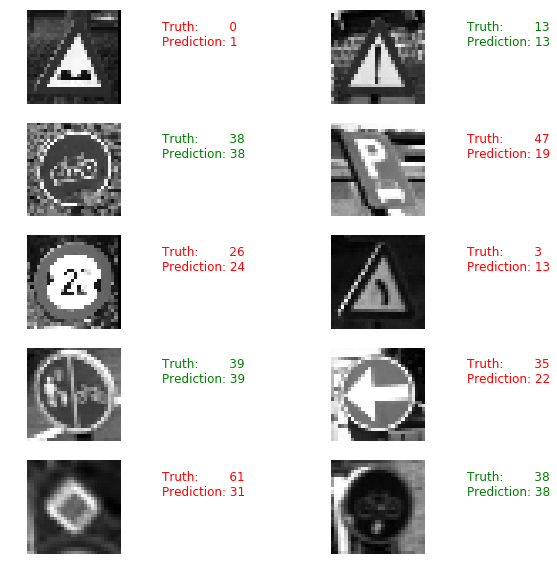 Truth: 0
Prediction: 1
Truth: 13
Prediction: 13
Truth: 38
Prediction: 38
P
Truth: 47
Prediction: 19
Truth: 26
Prediction: 24
Truth: 3
Prediction: 13
Truth: 39
Prediction: 39
Truth: 35
Prediction: 22
Truth: 61
Prediction: 31
Truth: 38
Prediction: 38